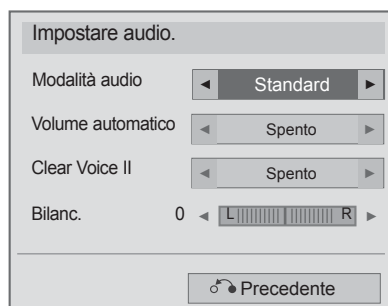 Impostare audio.
Modalità audio ◄ Standard ►
Volume automatico ◄ Spento ►
Clear Voice II ◄ Spento ►
Bilanc. 0 ◄ L R ►
Precedente